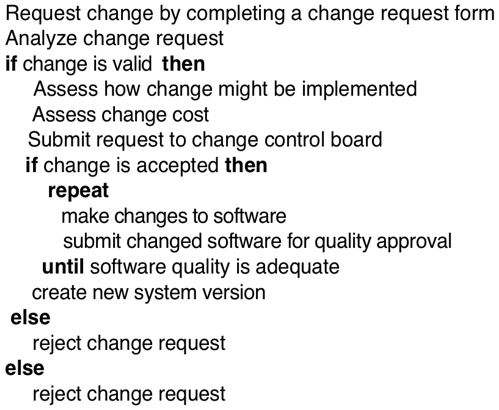 Request change by completing a change request form
Analyze change request
if change is valid then
Assess how change might be implemented
Assess change cost
Submit request to change control board
if change is accepted then
repeat
make changes to software
submit changed software for quality approval
until software quality is adequate
create new system version
else
reject change request
else
reject change request